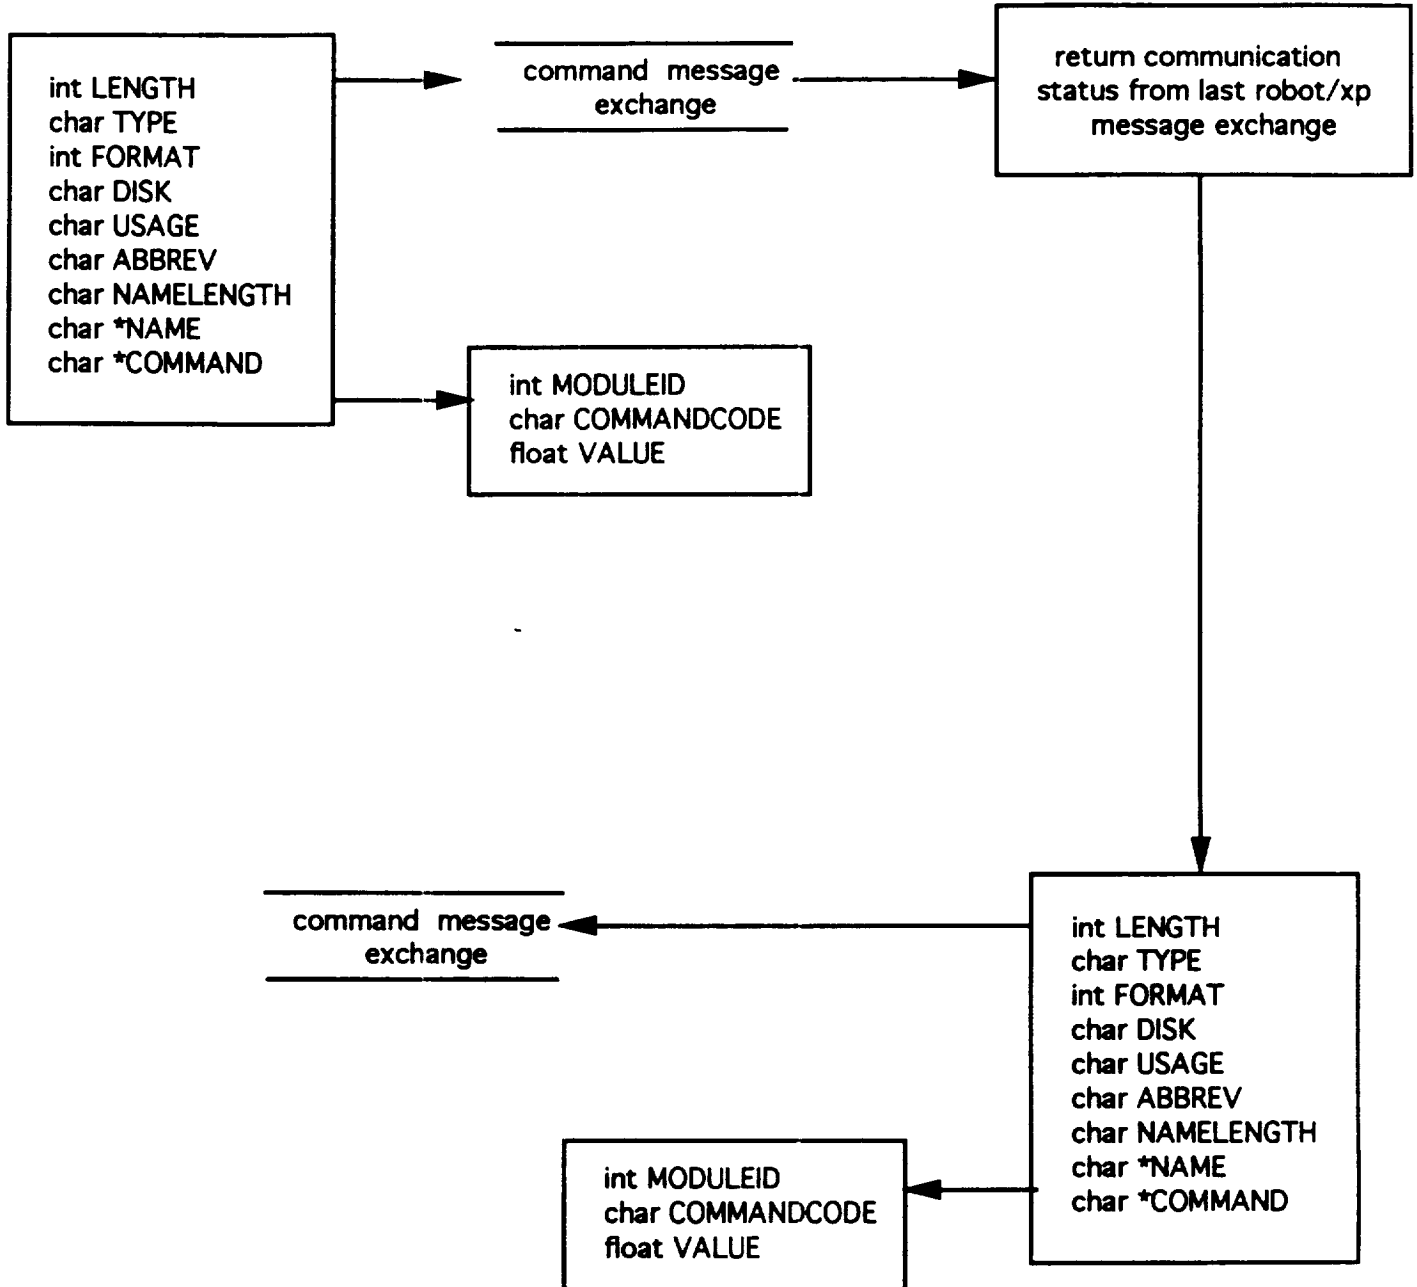 int LENGTH
char TYPE
int FORMAT
char DISK
char USAGE
char ABBREV
char NAMELENGTH
char *NAME
char *COMMAND
command message
exchange
return communication
status from last robot/xp
message exchange
int MODULEID
char COMMANDCODE
float VALUE
command message
exchange
int LENGTH
char TYPE
int FORMAT
char DISK
char USAGE
char ABBREV
char NAMELENGTH
char *NAME
char *COMMAND
int MODULEID
char COMMANDCODE
float VALUE